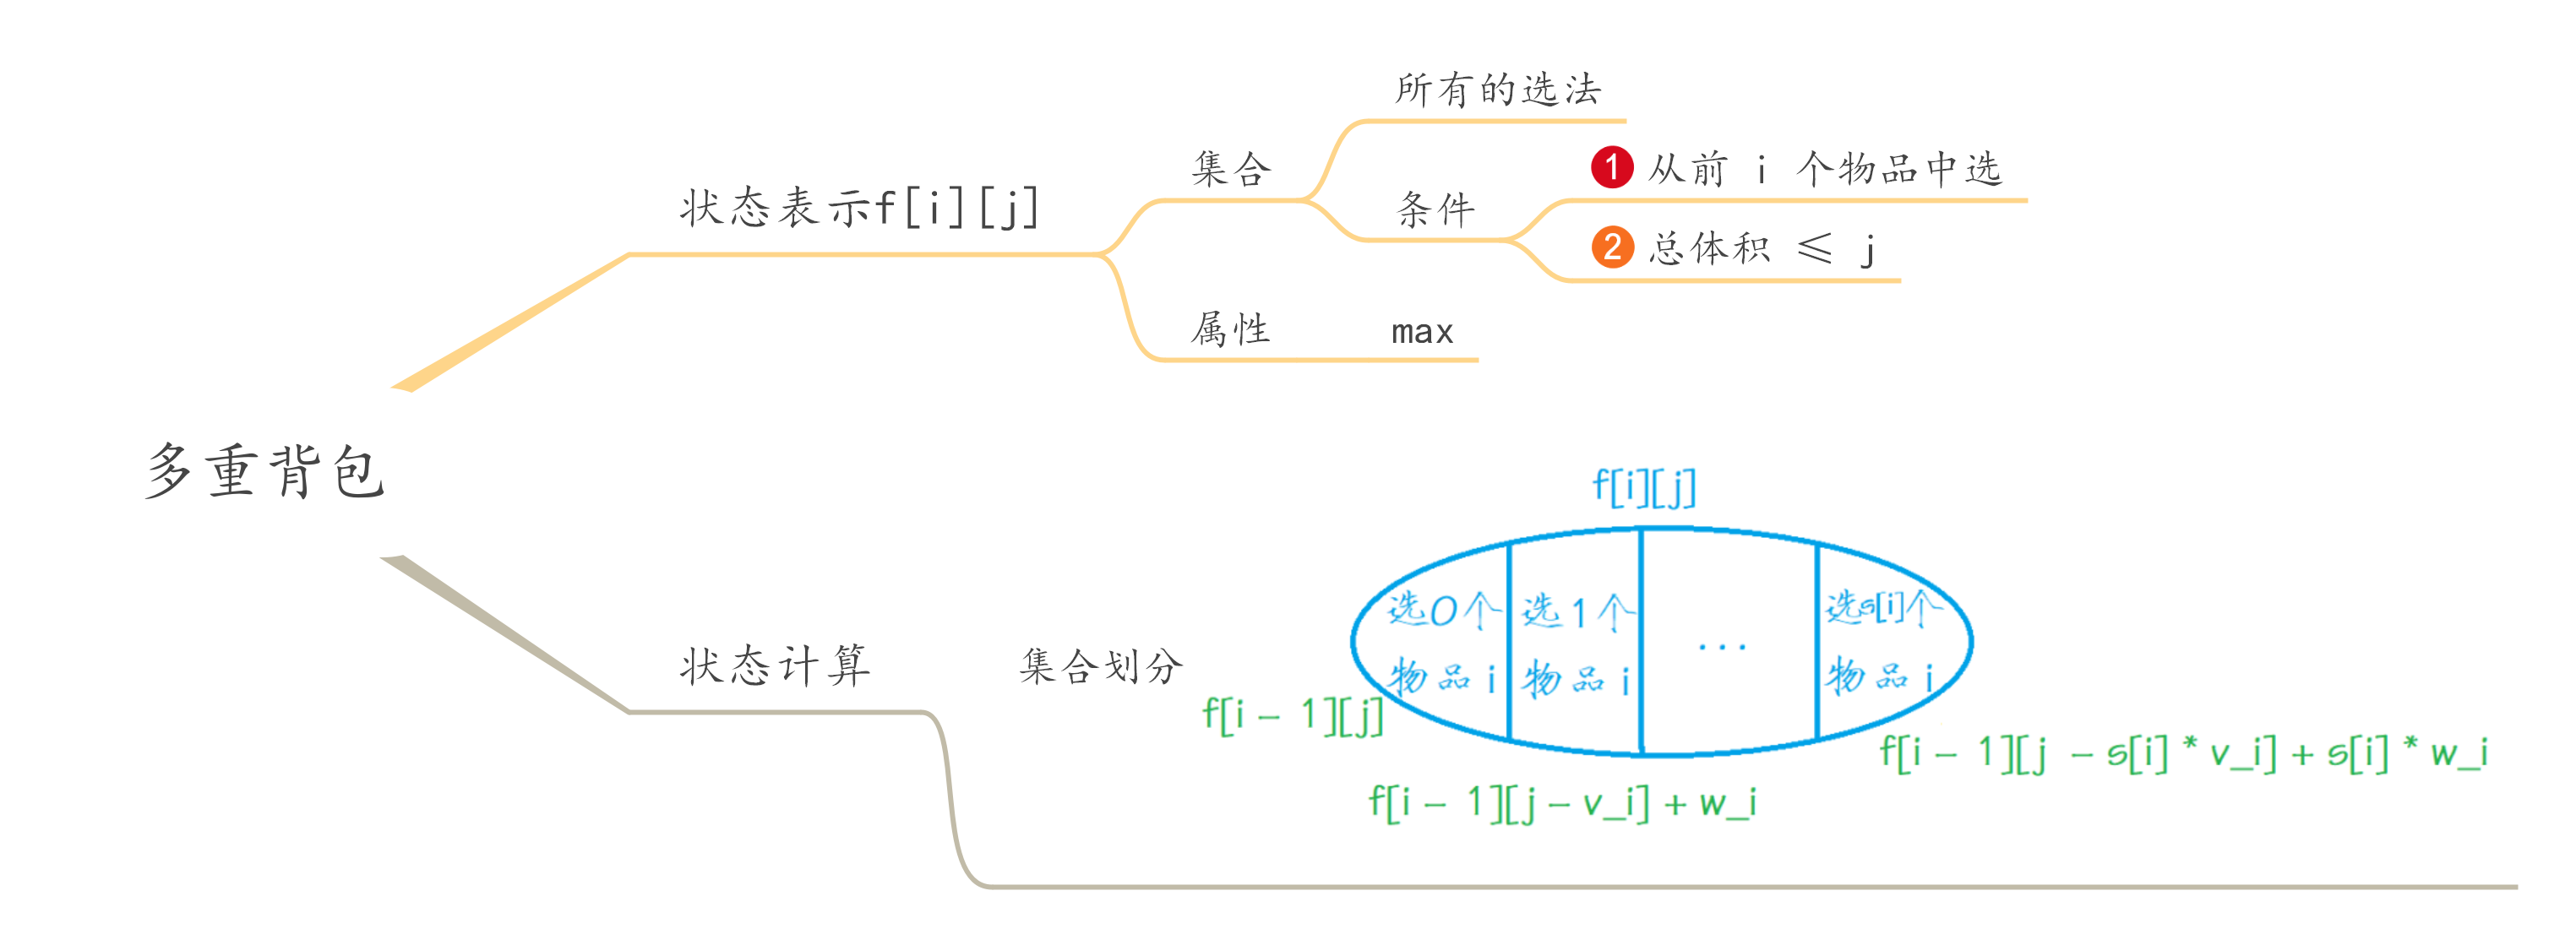 多重背包
状态表示f[i][j]
集合
所有的选法
条件
1 从前 i 个物品中选
2 总体积 ≤ j
属性
max
状态计算
集合划分
f[i][j]
选0个
物品i
选1个
物品i
...
选s[i]个
物品i
f[i - 1][j]
f[i - 1][j - v_i] + w_i
f[i - 1][j - s[i] * v_i] + s[i] * w_i